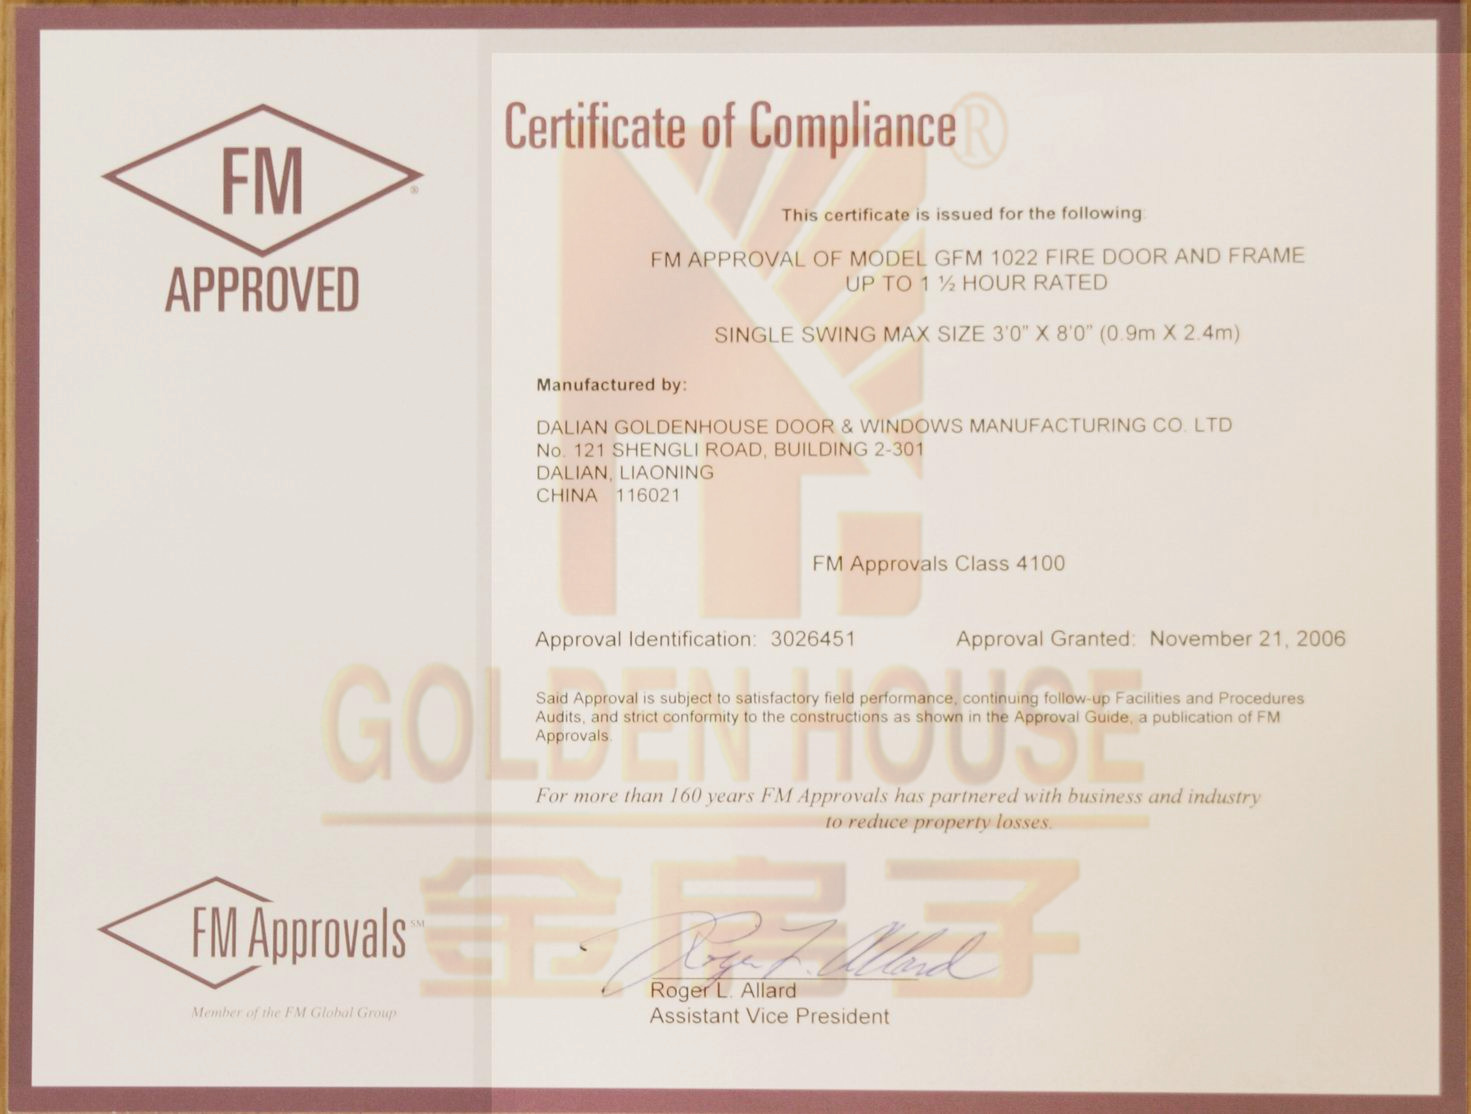 FM
®
APPROVED
Certificate of Compliance
®
This certificate is issued for the following:
FM APPROVAL OF MODEL GFM 1022 FIRE DOOR AND FRAME
UP TO 1 ½ HOUR RATED
SINGLE SWING MAX SIZE 3'0" X 8'0" (0.9m X 2.4m)
Manufactured by:
DALIAN GOLDENHOUSE DOOR & WINDOWS MANUFACTURING CO. LTD
No. 121 SHENGLI ROAD, BUILDING 2-301
DALIAN, LIAONING
CHINA 116021
FM Approvals Class 4100
Approval Identification: 3026451 Approval Granted: November 21, 2006
Said Approval is subject to satisfactory field performance, continuing follow-up Facilities and Procedures
Audits, and strict conformity to the constructions as shown in the Approval Guide, a publication of FM
Approvals.
GOLDEN HOUSE
For more than 160 years FM Approvals has partnered with business and industry
to reduce property losses.
金房子
FM Approvals℠
Member of the FM Global Group
Roger L. Allard
Roger L. Allard
Assistant Vice President